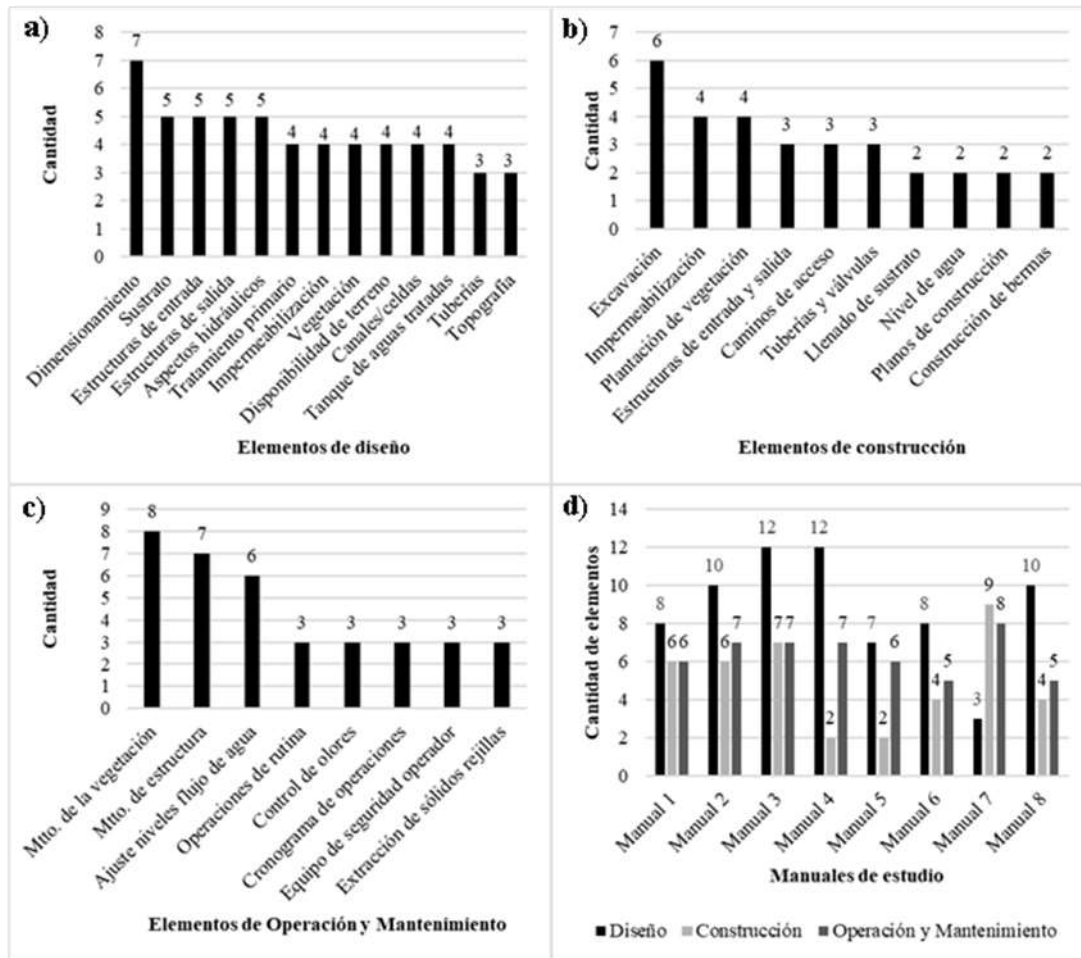 a)
Cantidad
8
7
6
5
4
3
2
1
0
7
5
5
5
5
4
4
4
4
4
4
3
3
Dimensionamiento
Sustrato
Estructuras de entrada
Estructuras de salida
Aspectos hidráulicos
Tratamiento primario
Impermeabilización
Vegetación
Disponibilidad de terreno
Canales/celdas
Tanque de aguas tratadas
Tuberías
Topografía
Elementos de diseño
b)
Cantidad
7
6
5
4
3
2
1
0
6
4
4
3
3
3
2
2
2
2
Excavación
Impermeabilización
Plantación de vegetación
Estructuras de entrada y salida
Caminos de acceso
Tuberías y válvulas
Llenado de sustrato
Nivel de agua
Planos de construcción
Construcción de bermas
Elementos de construcción
c)
Cantidad
9
8
7
6
5
4
3
2
1
0
8
7
6
3
3
3
3
3
Mtto. de la vegetación
Mtto. de estructura
Ajuste niveles flujo de agua
Operaciones de rutina
Control de olores
Cronograma de operaciones
Equipo de seguridad operador
Extracción de sólidos rejillas
Elementos de Operación y Mantenimiento
d)
Cantidad de elementos
14
12
10
8
6
4
2
0
8
6
6
10
6
7
12
7
7
12
2
7
7
2
6
8
4
5
3
9
8
10
4
5
Manual 1
Manual 2
Manual 3
Manual 4
Manual 5
Manual 6
Manual 7
Manual 8
Manuales de estudio
Diseño Construcción Operación y Mantenimiento